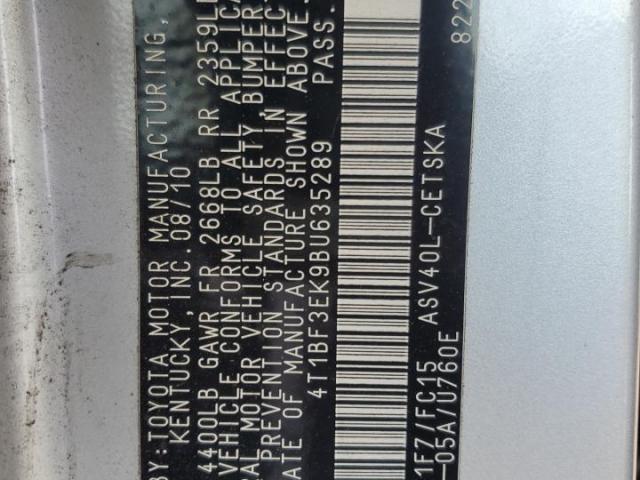 BY:TOYOTA MOTOR MANUFACTURING,
KENTUCKY,INC. 08/10
4400LB GAWR FR 2668LB RR 2359LB
VEHICLE CONFORMS TO ALL APPLICA
RAL MOTOR VEHICLE SAFETY, BUMPER
PREVENTION STANDARDS IN EFFECT
ATE OF MANUFACTURE SHOWN ABOVE.
4T1BF3EK9BU635289 PASS.
1F7/FC15 ASV40L-CETSKA
-05A/U760E 822